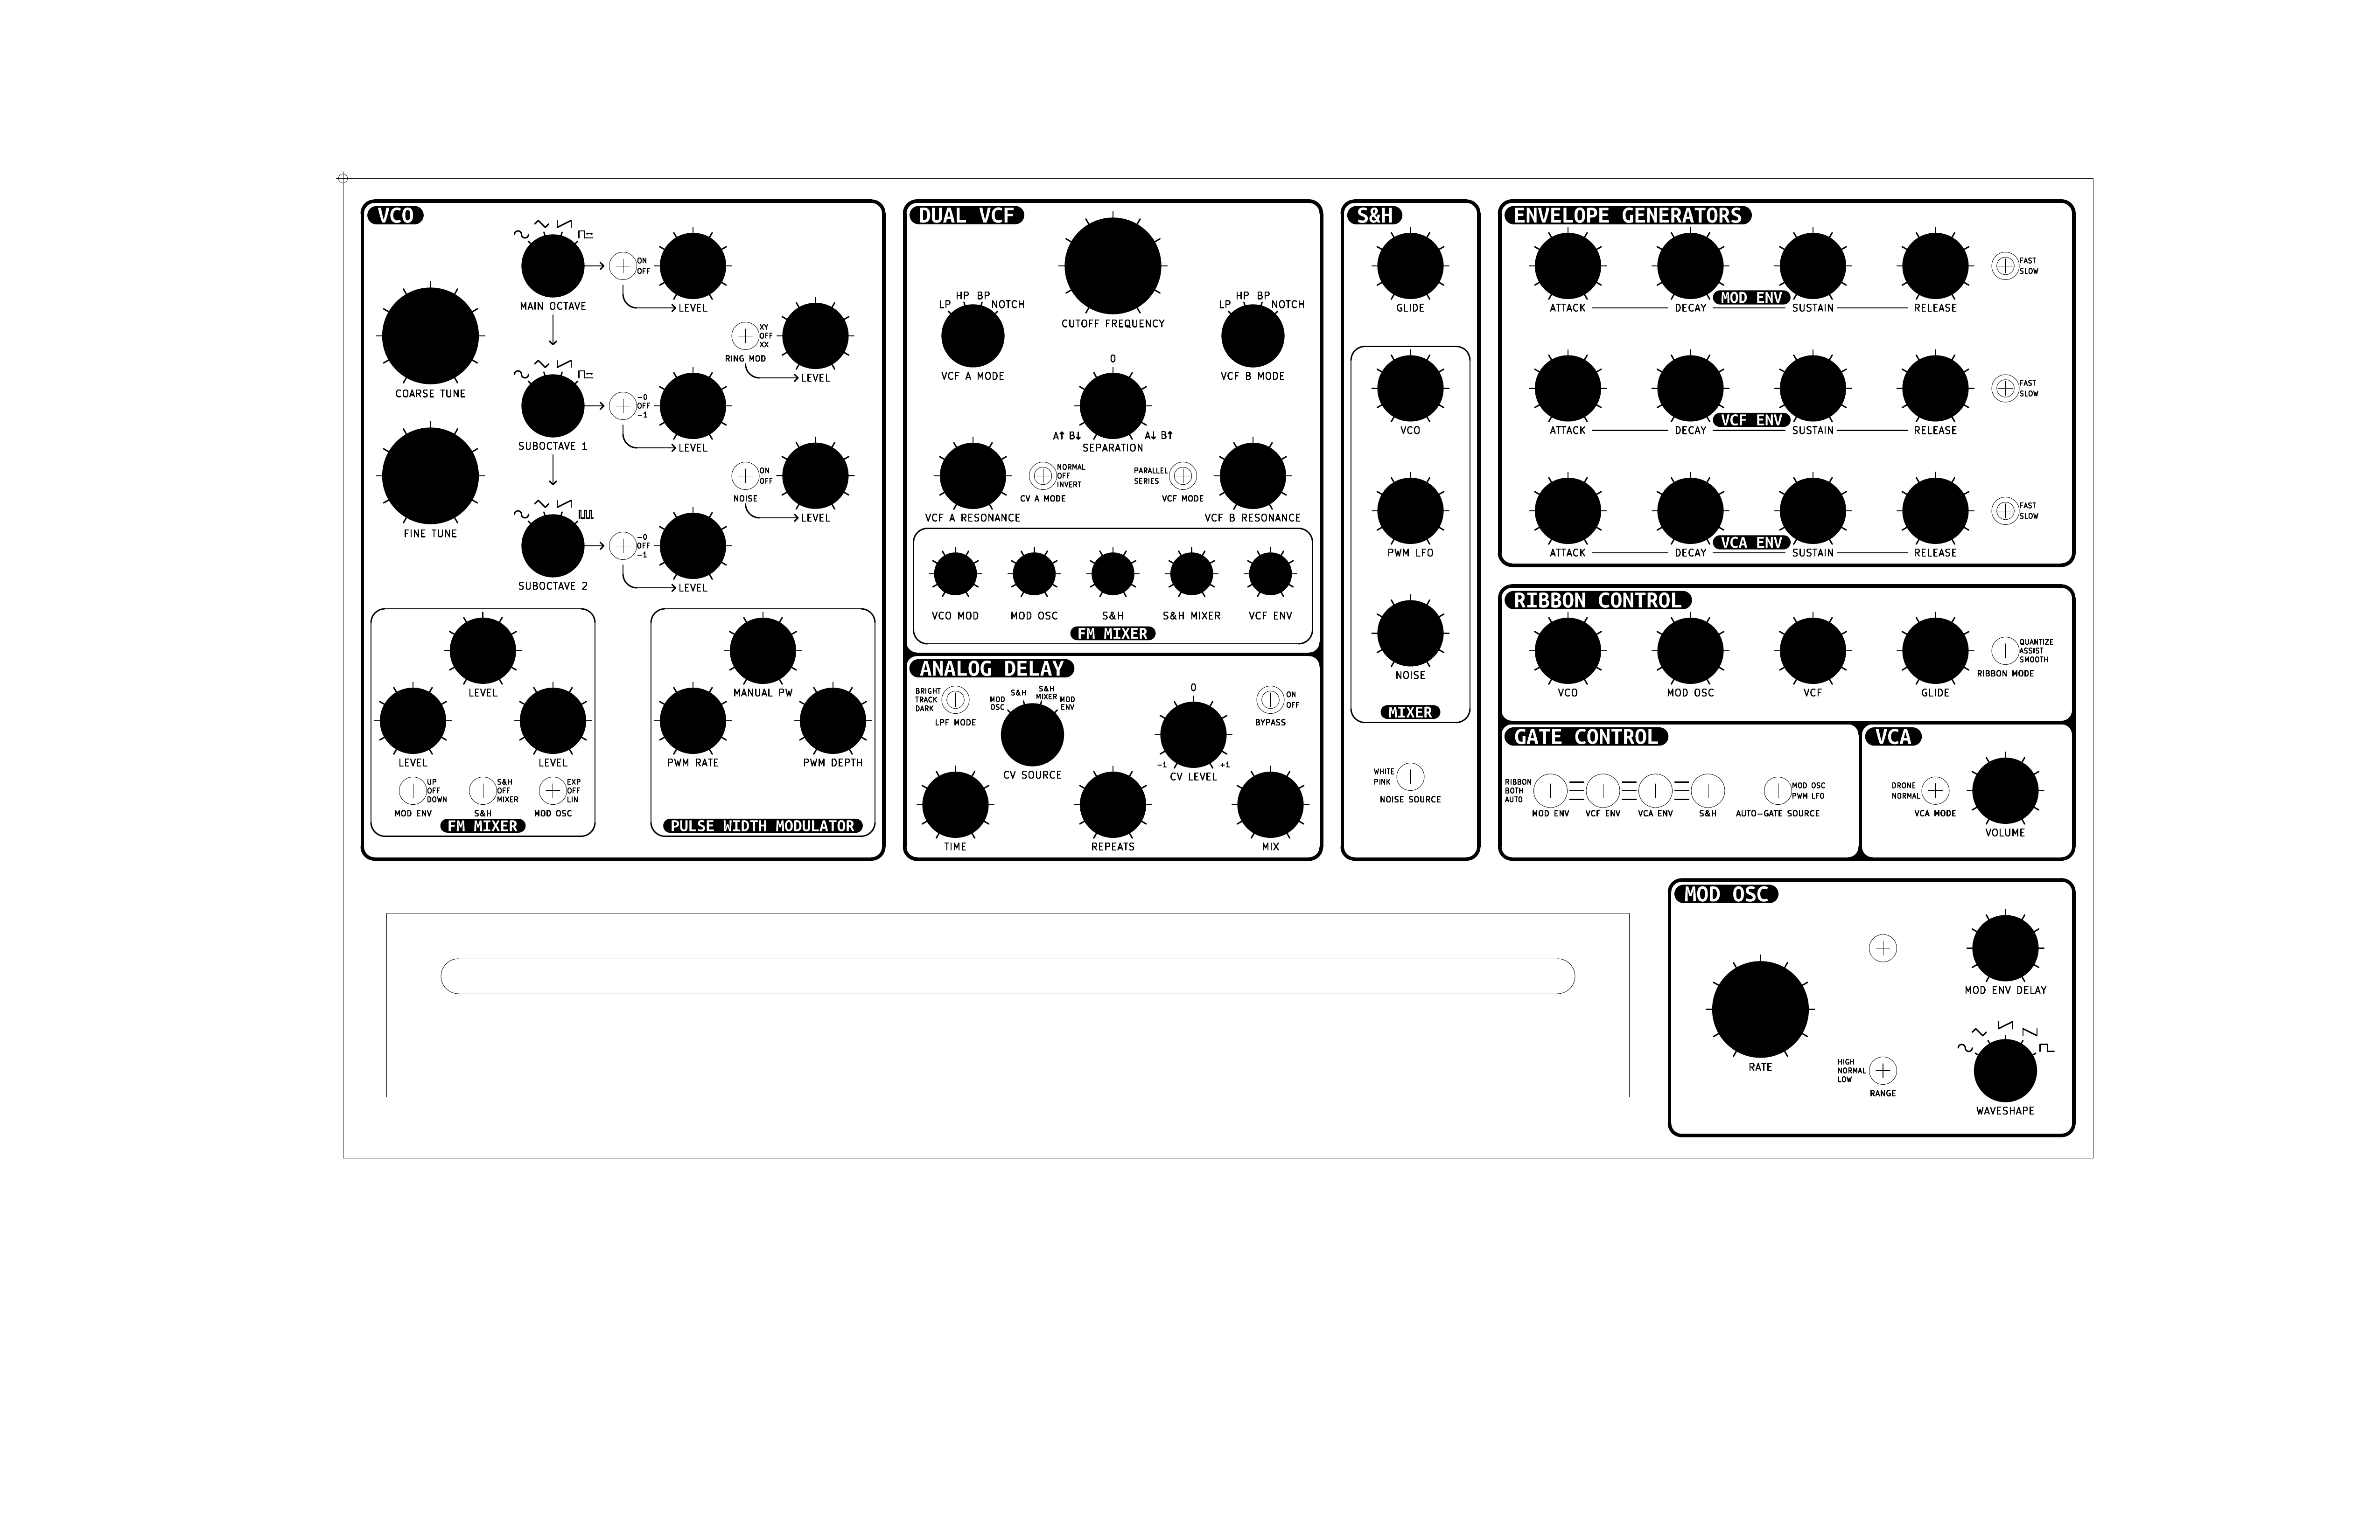 VCO
ON
OFF
MAIN OCTAVE
LEVEL
XY
OFF
XX
RING MOD
LEVEL
COARSE TUNE
-0
OFF
-1
SUBOCTAVE 1
LEVEL
ON
OFF
NOISE
LEVEL
FINE TUNE
-0
OFF
-1
SUBOCTAVE 2
LEVEL
LEVEL
LEVEL
LEVEL
UP
OFF
DOWN
MOD ENV
S&H
OFF
MIXER
S&H
EXP
OFF
LIN
MOD OSC
FM MIXER
MANUAL PW
PWM RATE
PWM DEPTH
PULSE WIDTH MODULATOR
DUAL VCF
CUTOFF FREQUENCY
LP HP BP NOTCH
VCF A MODE
LP HP BP NOTCH
VCF B MODE
0
A↑ B↓
A↓ B↑
SEPARATION
VCF A RESONANCE
NORMAL
OFF
INVERT
CV A MODE
PARALLEL
SERIES
VCF MODE
VCF B RESONANCE
VCO MOD
MOD OSC
S&H
S&H MIXER
VCF ENV
FM MIXER
ANALOG DELAY
BRIGHT
TRACK
DARK
LPF MODE
MOD
OSC
S&H
S&H
MIXER
MOD
ENV
CV SOURCE
0
-1
+1
CV LEVEL
ON
OFF
BYPASS
TIME
REPEATS
MIX
S&H
GLIDE
VCO
PWM LFO
NOISE
MIXER
WHITE
PINK
NOISE SOURCE
ENVELOPE GENERATORS
FAST
SLOW
MOD ENV
ATTACK
DECAY
SUSTAIN
RELEASE
FAST
SLOW
VCF ENV
ATTACK
DECAY
SUSTAIN
RELEASE
FAST
SLOW
VCA ENV
ATTACK
DECAY
SUSTAIN
RELEASE
RIBBON CONTROL
VCO
MOD OSC
VCF
GLIDE
QUANTIZE
ASSIST
SMOOTH
RIBBON MODE
GATE CONTROL
RIBBON
BOTH
AUTO
MOD ENV
VCF ENV
VCA ENV
S&H
MOD OSC
PWM LFO
AUTO-GATE SOURCE
VCA
DRONE
NORMAL
VCA MODE
VOLUME
MOD OSC
RATE
MOD ENV DELAY
HIGH
NORMAL
LOW
RANGE
WAVESHAPE